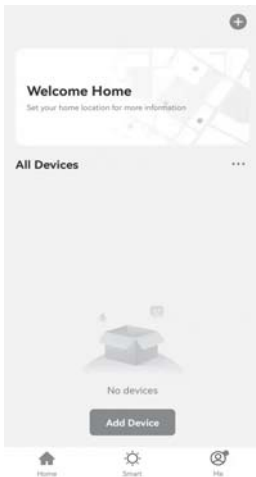 Welcome Home
Set your home location for more information
All Devices
No devices
Add Device
Home
Smart
Me